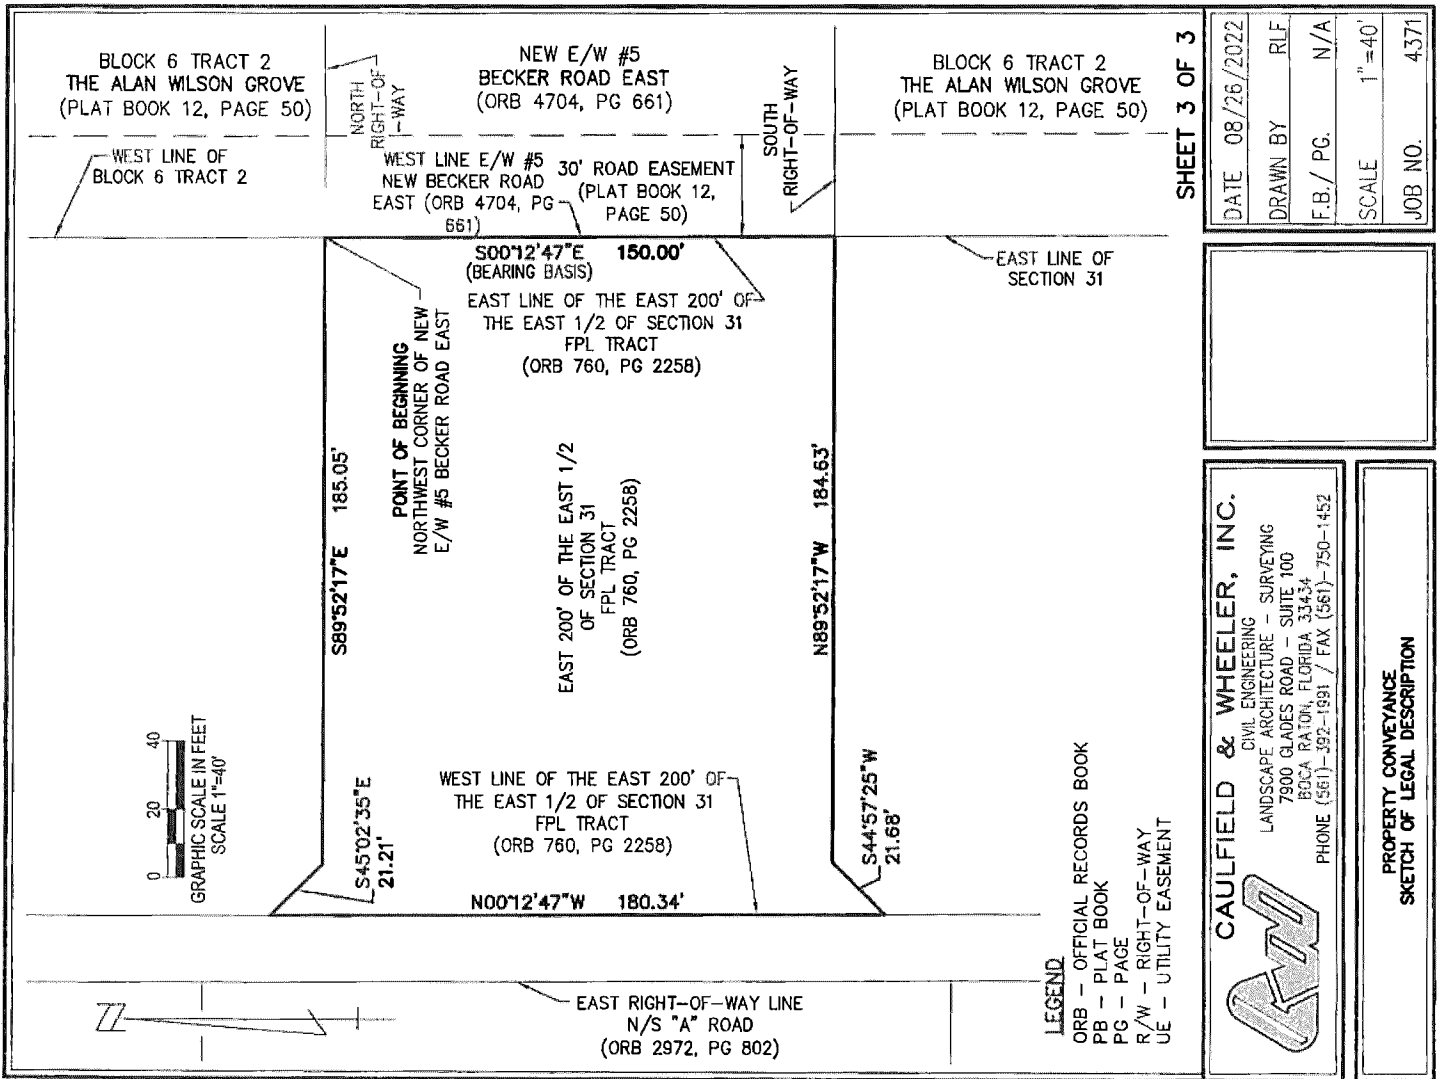 BLOCK 6 TRACT 2
THE ALAN WILSON GROVE
(PLAT BOOK 12, PAGE 50)
NORTH
RIGHT-OF
-WAY
NEW E/W #5
BECKER ROAD EAST
(ORB 4704, PG 661)
SOUTH
RIGHT-OF-WAY
BLOCK 6 TRACT 2
THE ALAN WILSON GROVE
(PLAT BOOK 12, PAGE 50)
WEST LINE OF
BLOCK 6 TRACT 2
WEST LINE E/W #5
NEW BECKER ROAD
EAST (ORB 4704, PG
661)
30' ROAD EASEMENT
(PLAT BOOK 12,
PAGE 50)
S00°12'47"E 150.00'
(BEARING BASIS)
EAST LINE OF
SECTION 31
EAST LINE OF THE EAST 200' OF
THE EAST 1/2 OF SECTION 31
FPL TRACT
(ORB 760, PG 2258)
POINT OF BEGINNING
NORTHWEST CORNER OF NEW
E/W #5 BECKER ROAD EAST
S89°52'17"E 185.05'
EAST 200' OF THE EAST 1/2
OF SECTION 31
FPL TRACT
(ORB 760, PG 2258)
N89°52'17"W 184.63'
0 20 40
GRAPHIC SCALE IN FEET
SCALE 1"=40'
S45°02'35"E
21.21'
WEST LINE OF THE EAST 200' OF
THE EAST 1/2 OF SECTION 31
FPL TRACT
(ORB 760, PG 2258)
S44°57'25"W
21.68'
N00°12'47"W 180.34'
Z
EAST RIGHT-OF-WAY LINE
N/S "A" ROAD
(ORB 2972, PG 802)
LEGEND
ORB - OFFICIAL RECORDS BOOK
PB - PLAT BOOK
PG - PAGE
R/W - RIGHT-OF-WAY
UE - UTILITY EASEMENT
SHEET 3 OF 3
DATE 08/26/2022
DRAWN BY RLF
F.B./ PG. N/A
SCALE 1"=40'
JOB NO. 4371
CAULFIELD & WHEELER, INC.
CIVIL ENGINEERING
LANDSCAPE ARCHITECTURE - SURVEYING
7900 GLADES ROAD - SUITE 100
BOCA RATON, FLORIDA 33434
PHONE (561)-392-1991 / FAX (561)-750-1452
PROPERTY CONVEYANCE
SKETCH OF LEGAL DESCRIPTION